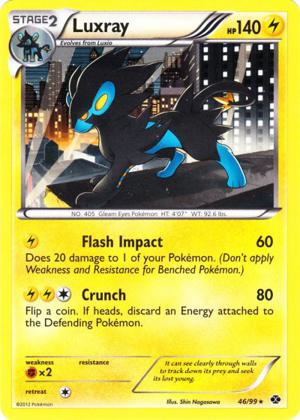 STAGE2
Luxray
HP140
Evolves from Luxio
NO. 405 Gleam Eyes Pokémon HT: 4'07" WT: 92.6 lbs.
Flash Impact 60
Does 20 damage to 1 of your Pokémon. (Don't apply
Weakness and Resistance for Benched Pokémon.)
Crunch 80
Flip a coin. If heads, discard an Energy attached to
the Defending Pokémon.
weakness
resistance
×2
retreat
It can see clearly through walls
to track down its prey and seek
its lost young.
©2012 Pokémon
Illus. Shin Nagasawa
46/99